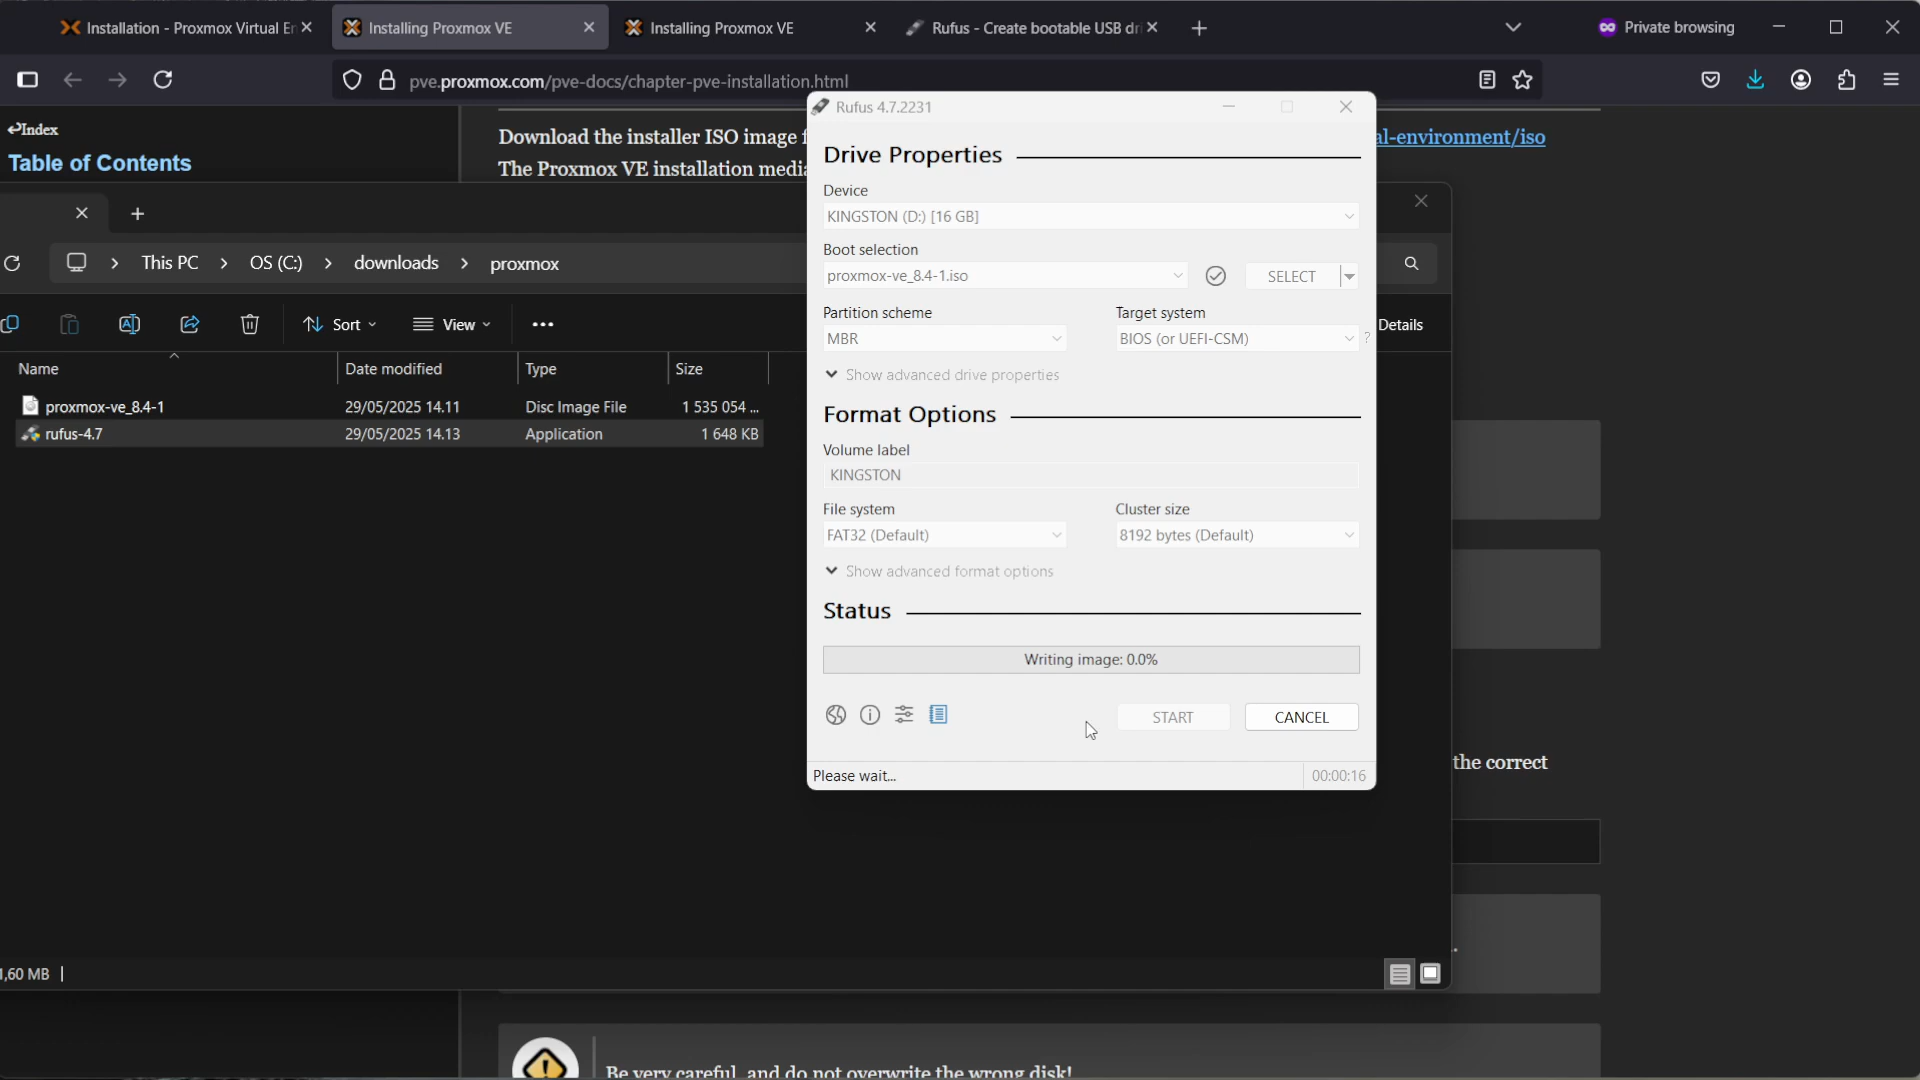 Installation - Proxmox Virtual En
Installing Proxmox VE
Installing Proxmox VE
Rufus - Create bootable USB dri
Private browsing
pve.proxmox.com/pve-docs/chapter-pve-installation.html
Index
Table of Contents
Download the installer ISO image f
al-environment/iso
The Proxmox VE installation media
This PC > OS (C:) > downloads > proxmox
Sort
View
Details
Name
Date modified
Type
Size
proxmox-ve_8.4-1
29/05/2025 14.11
Disc Image File
1 535 054 ...
rufus-4.7
29/05/2025 14.13
Application
1 648 KB
1,60 MB
Rufus 4.7.2231
Drive Properties
Device
KINGSTON (D:) [16 GB]
Boot selection
proxmox-ve_8.4-1.iso
SELECT
Partition scheme
Target system
MBR
BIOS (or UEFI-CSM)
?
Show advanced drive properties
Format Options
Volume label
KINGSTON
File system
Cluster size
FAT32 (Default)
8192 bytes (Default)
Show advanced format options
Status
Writing image: 0.0%
START
CANCEL
Please wait...
00:00:16
the correct
Be very careful, and do not overwrite the wrong disk!